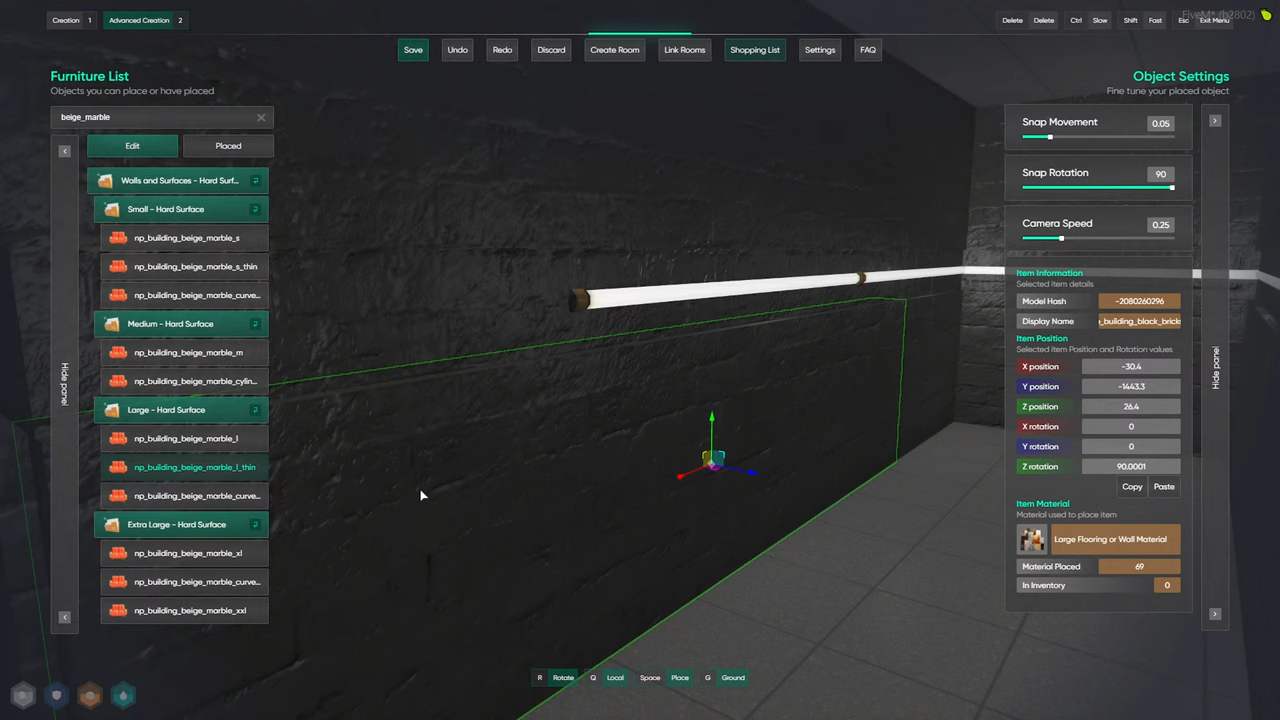 Creation 1 Advanced Creation 2
FiveM* (b2802)
Delete Delete Ctrl Slow Shift Fast Esc Exit Menu
Save Undo Redo Discard Create Room Link Rooms Shopping List Settings FAQ
Furniture List
Objects you can place or have placed
beige_marble
Edit Placed
Walls and Surfaces - Hard Surf...
Small - Hard Surface
np_building_beige_marble_s
np_building_beige_marble_s_thin
np_building_beige_marble_curve...
Medium - Hard Surface
np_building_beige_marble_m
np_building_beige_marble_cylin...
Large - Hard Surface
np_building_beige_marble_l
np_building_beige_marble_l_thin
np_building_beige_marble_curve...
Extra Large - Hard Surface
np_building_beige_marble_xl
np_building_beige_marble_curve...
np_building_beige_marble_xxl
Hide panel
Object Settings
Fine tune your placed object
Snap Movement 0.05
Snap Rotation 90
Camera Speed 0.25
Item Information
Selected item details
Model Hash -2080260296
Display Name _building_black_bricks
Item Position
Selected item Position and Rotation values
X position -30.4
Y position -1443.3
Z position 26.4
X rotation 0
Y rotation 0
Z rotation 90.0001
Copy Paste
Item Material
Material used to place item
Large Flooring or Wall Material
Material Placed 69
In Inventory 0
Hide panel
R Rotate Q Local Space Place G Ground